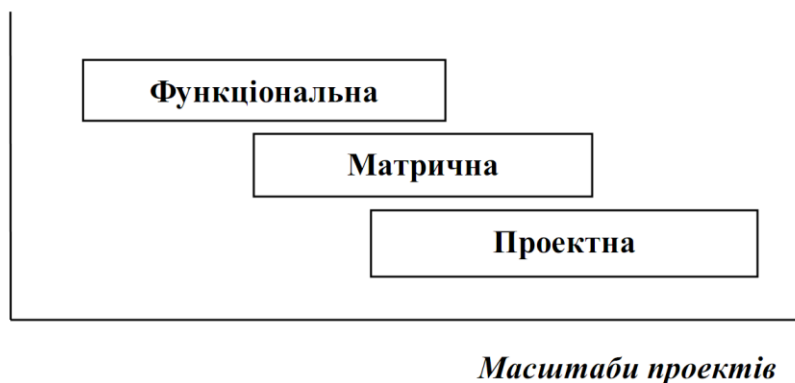 Функціональна
Матрична
Проектна
Масштаби проектів